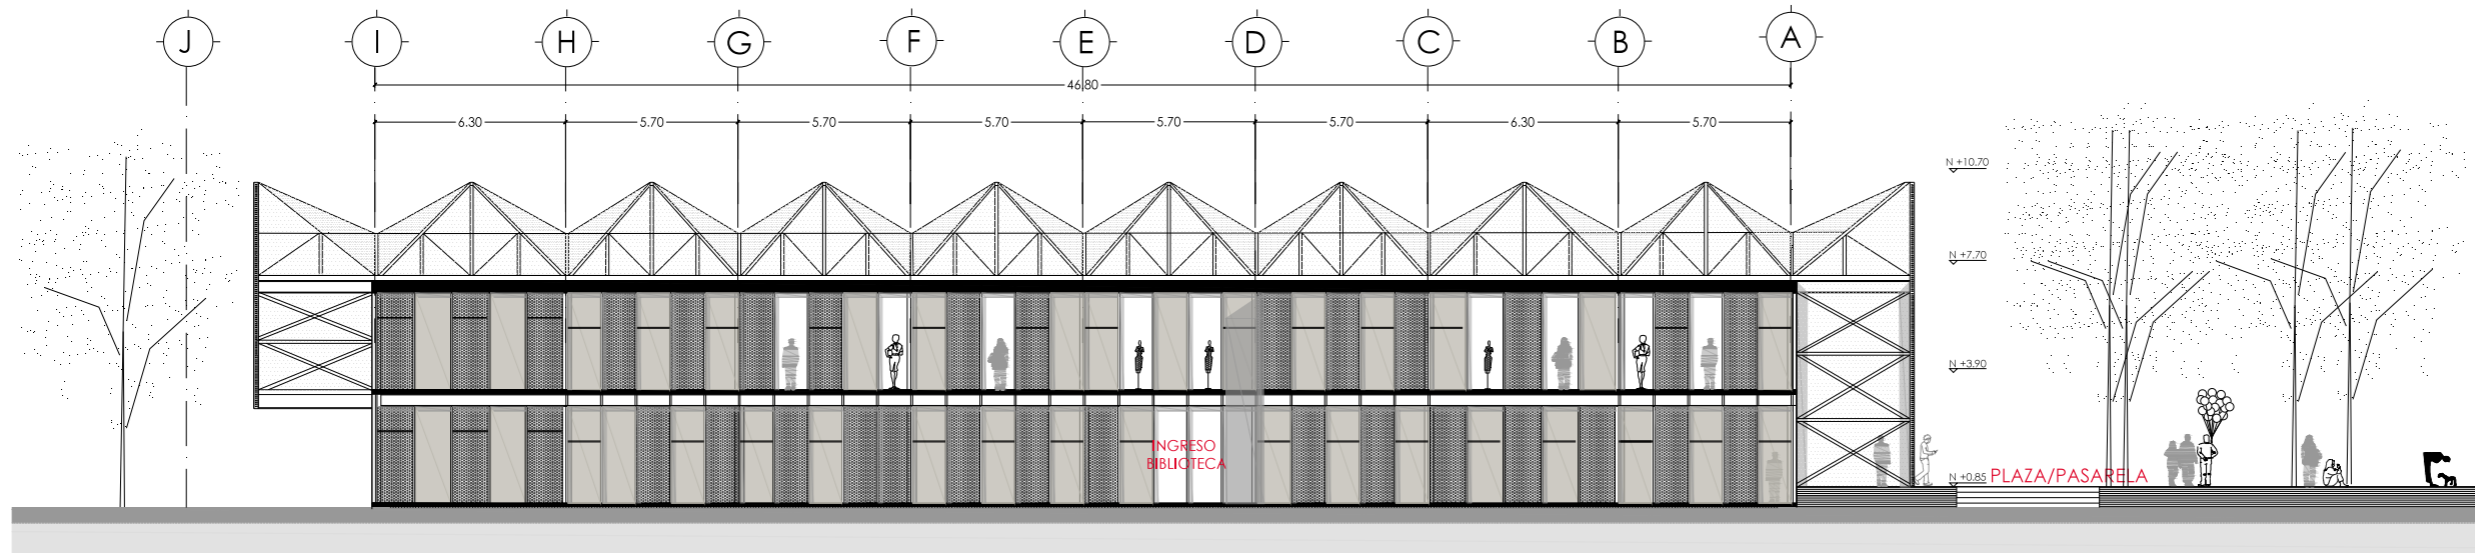 J I H G F E D C B A
46.80
6.30 5.70 5.70 5.70 5.70 5.70 6.30 5.70
N +10.70
N +7.70
N +3.90
INGRESO
BIBLIOTECA
N +0.85 PLAZA/PASARELA